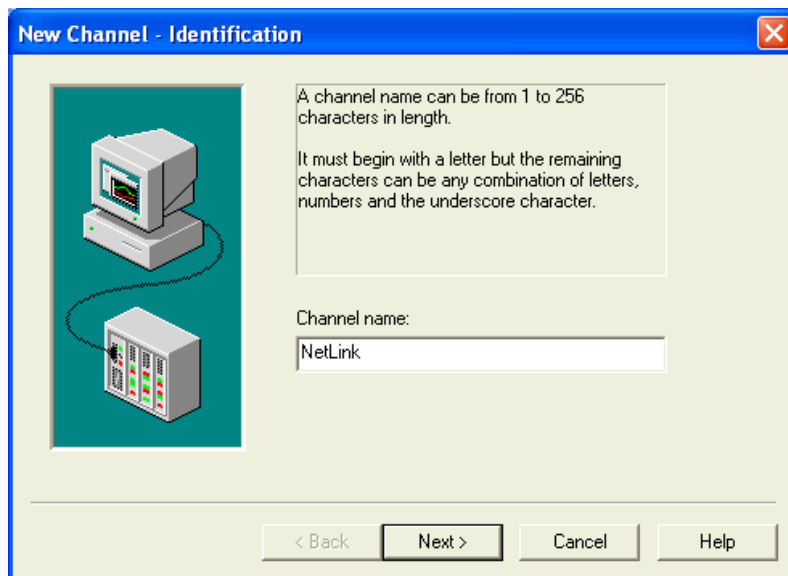 New Channel - Identification
A channel name can be from 1 to 256
characters in length.
It must begin with a letter but the remaining
characters can be any combination of letters,
numbers and the underscore character.
Channel name:
NetLink
< Back
Next >
Cancel
Help